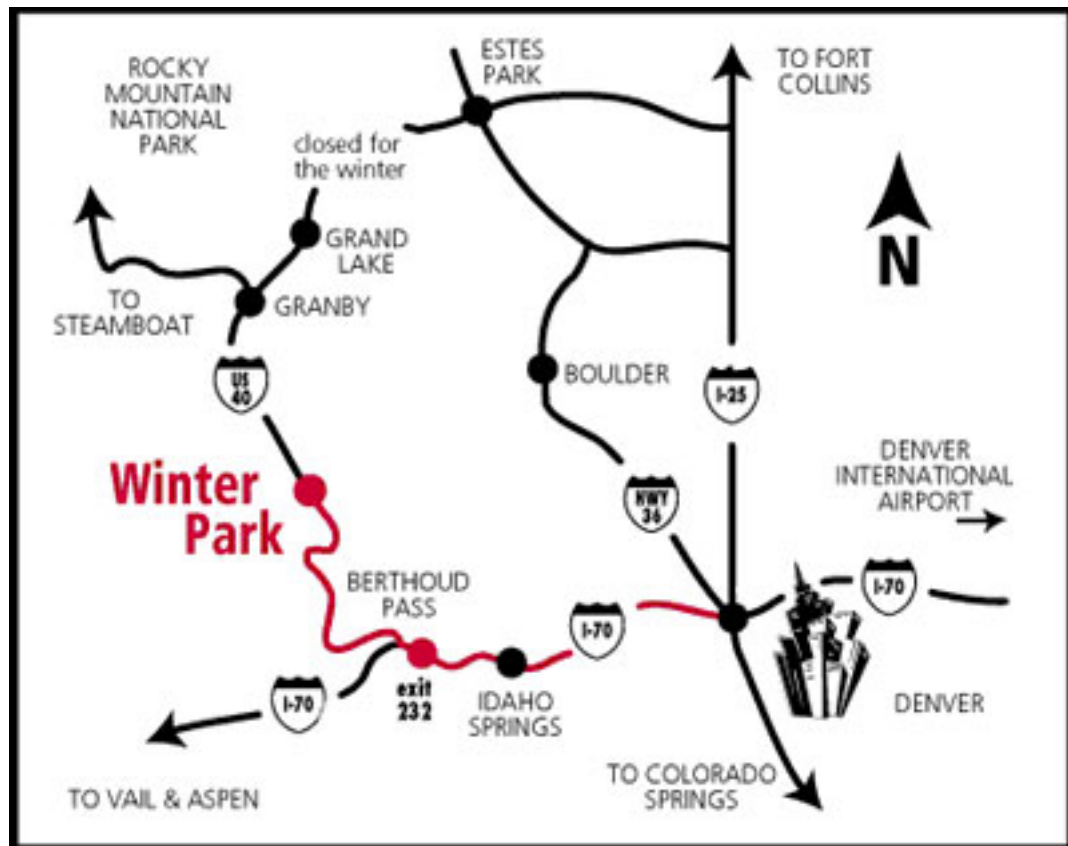 ROCKY
MOUNTAIN
NATIONAL
PARK
ESTES
PARK
TO FORT
COLLINS
closed for
the winter
N
GRAND
LAKE
TO
STEAMBOAT
GRANBY
US
40
BOULDER
I-25
Winter
Park
HWY
36
DENVER
INTERNATIONAL
AIRPORT
BERTHOUD
PASS
I-70
I-70
I-70
exit
232
IDAHO
SPRINGS
DENVER
TO COLORADO
SPRINGS
TO VAIL & ASPEN